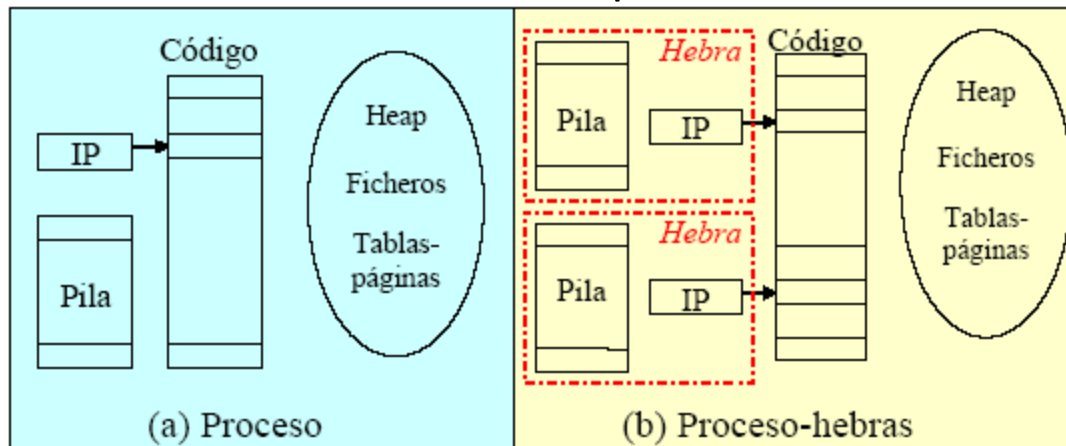 Código
IP
Pila
Heap
Ficheros
Tablas-
páginas
(a) Proceso
Hebra
Pila
IP
Hebra
Pila
IP
Código
Heap
Ficheros
Tablas-
páginas
(b) Proceso-hebras